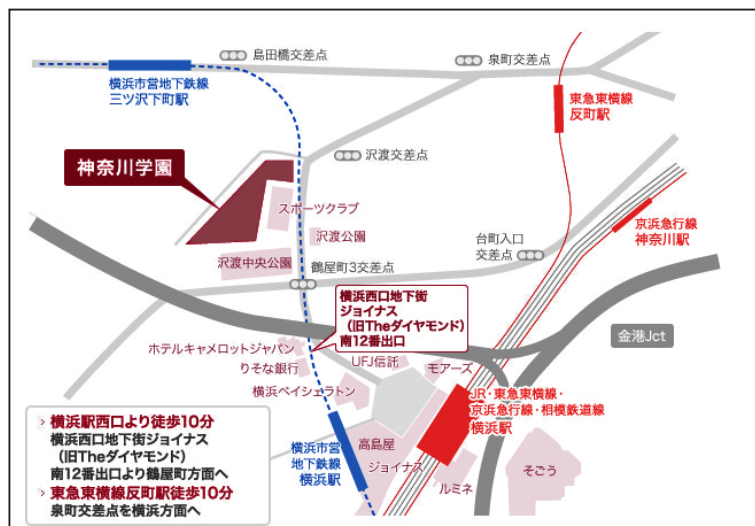 島田橋交差点
泉町交差点
横浜市営地下鉄線
三ツ沢下町駅
東急東横線
反町駅
神奈川学園
沢渡交差点
スポーツクラブ
沢渡公園
京浜急行線
神奈川駅
台町入口
交差点
沢渡中央公園
鶴屋町3交差点
横浜西口地下街
ジョイナス
（旧Theダイヤモンド）
南12番出口
金港Jct
ホテルキャメロットジャパン
UFJ信託
モアーズ
りそな銀行
横浜ベイシェラトン
JR・東急東横線・
京浜急行線・相模鉄道線
横浜駅
横浜市営
地下鉄線
横浜駅
高島屋
ジョイナス
ルミネ
そごう
› 横浜駅西口より徒歩10分
横浜西口地下街ジョイナス
（旧Theダイヤモンド）
南12番出口より鶴屋町方面へ
› 東急東横線反町駅徒歩10分
泉町交差点を横浜方面へ